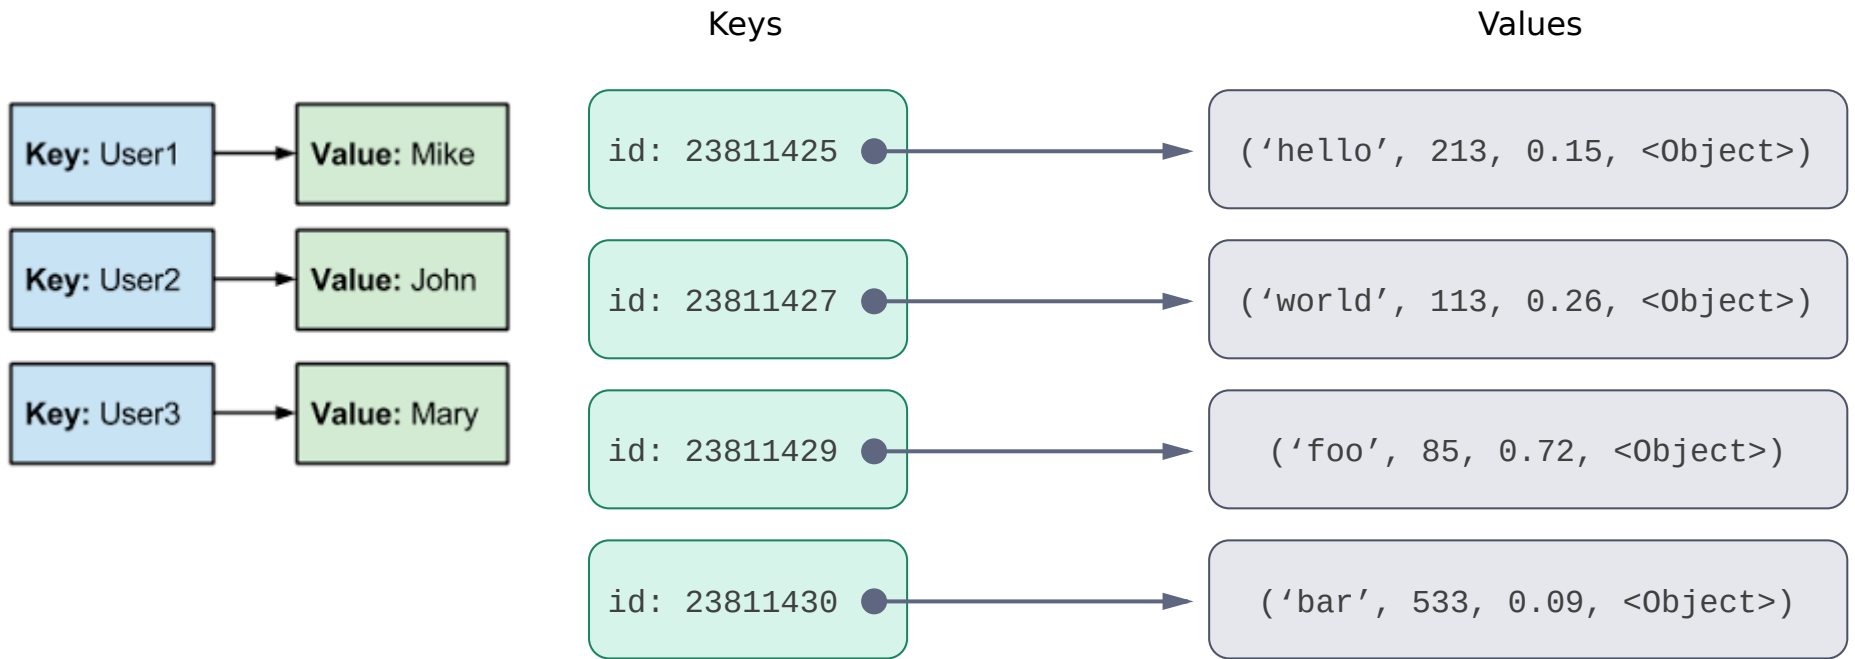 Keys Values
Key: User1 Value: Mike
Key: User2 Value: John
Key: User3 Value: Mary
id: 23811425 (‘hello’, 213, 0.15, <Object>)
id: 23811427 (‘world’, 113, 0.26, <Object>)
id: 23811429 (‘foo’, 85, 0.72, <Object>)
id: 23811430 (‘bar’, 533, 0.09, <Object>)